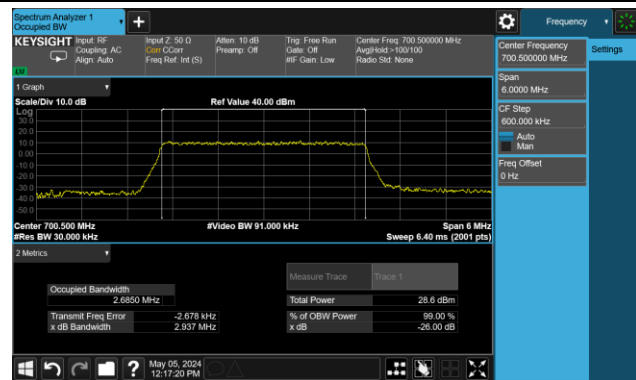 Spectrum Analyzer 1
Occupied BW
Frequency
KEYSIGHT
Input: RF
Coupling: AC
Align: Auto
Input Z: 50 Ω
Corr CCorr
Freq Ref: Int (S)
Atten: 10 dB
Preamp: Off
Trig: Free Run
Gate: Off
#IF Gain: Low
Center Freq: 700.500000 MHz
Avg|Hold:>100/100
Radio Std: None
Center Frequency
700.500000 MHz
Settings
Span
6.0000 MHz
CF Step
600.000 kHz
Auto
Man
Freq Offset
0 Hz
1 Graph
Scale/Div 10.0 dB
Ref Value 40.00 dBm
Log
30.0
20.0
10.0
0.00
-10.0
-20.0
-30.0
-40.0
-50.0
Center 700.500 MHz
#Video BW 91.000 kHz
Span 6 MHz
#Res BW 30.000 kHz
Sweep 6.40 ms (2001 pts)
2 Metrics
Measure Trace
Trace 1
Occupied Bandwidth
2.6850 MHz
Total Power
28.6 dBm
Transmit Freq Error
-2.678 kHz
% of OBW Power
99.00 %
x dB Bandwidth
2.937 MHz
x dB
-26.00 dB
?
May 05, 2024
12:17:20 PM